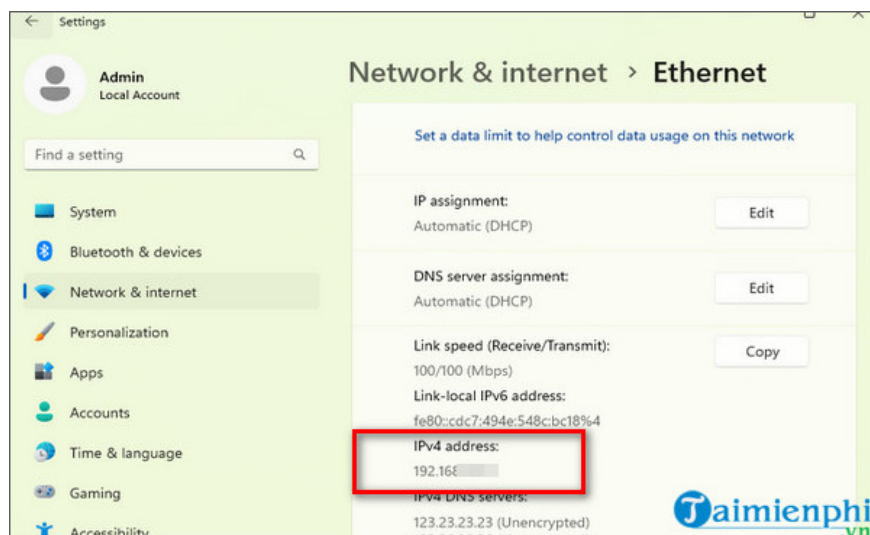 Settings
Admin
Local Account
Find a setting
System
Bluetooth & devices
Network & internet
Personalization
Apps
Accounts
Time & language
Gaming
Accessibility
Network & internet > Ethernet
Set a data limit to help control data usage on this network
IP assignment:
Automatic (DHCP)
Edit
DNS server assignment:
Automatic (DHCP)
Edit
Link speed (Receive/Transmit):
100/100 (Mbps)
Copy
Link-local IPv6 address:
fe80::cdc7:494e:548c:bc18%4
IPv4 address:
192.168
IPv4 DNS servers:
123.23.23.23 (Unencrypted)
Taimienphi
vn